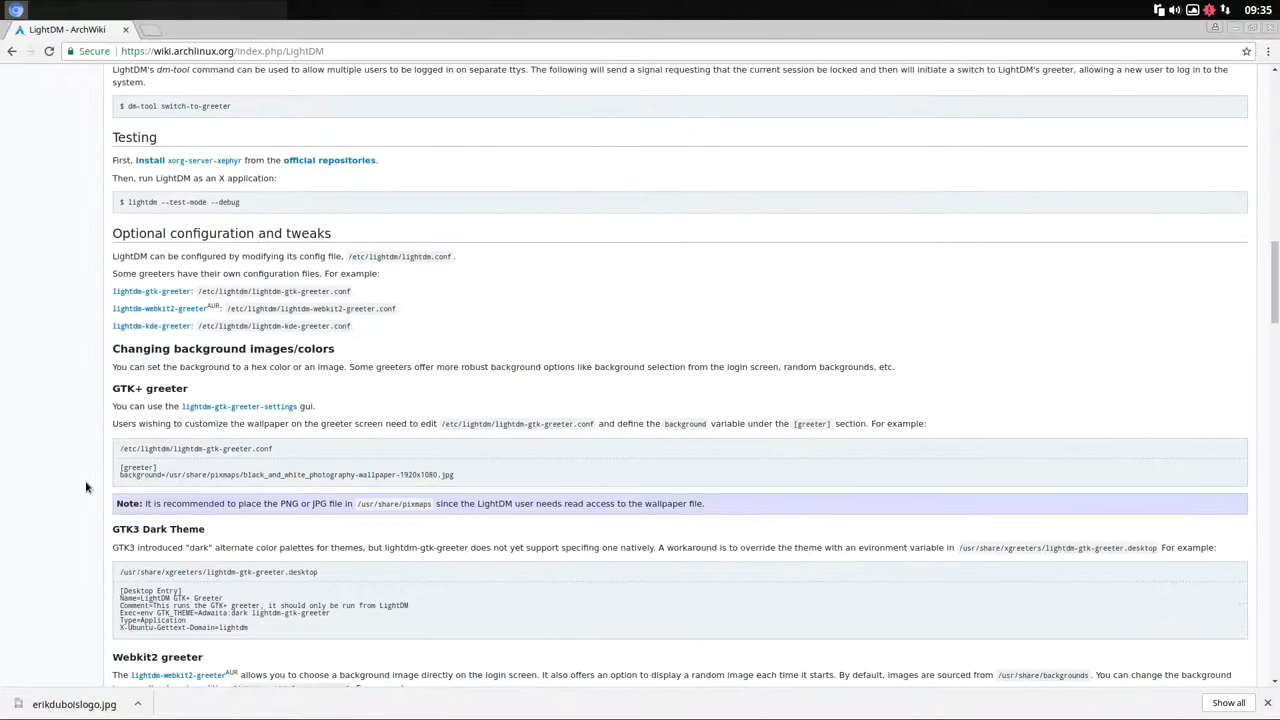 09:35
LightDM - ArchWiki
Secure https://wiki.archlinux.org/index.php/LightDM
LightDM's dm-tool command can be used to allow multiple users to be logged in on separate ttys. The following will send a signal requesting that the current session be locked and then will initiate a switch to LightDM's greeter, allowing a new user to log in to the
system.
$ dm-tool switch-to-greeter
Testing
First, install xorg-server-xephyr from the official repositories.
Then, run LightDM as an X application:
$ lightdm --test-mode --debug
Optional configuration and tweaks
LightDM can be configured by modifying its config file, /etc/lightdm/lightdm.conf.
Some greeters have their own configuration files. For example:
lightdm-gtk-greeter: /etc/lightdm/lightdm-gtk-greeter.conf
lightdm-webkit2-greeterAUR: /etc/lightdm/lightdm-webkit2-greeter.conf
lightdm-kde-greeter: /etc/lightdm/lightdm-kde-greeter.conf
Changing background images/colors
You can set the background to a hex color or an image. Some greeters offer more robust background options like background selection from the login screen, random backgrounds, etc.
GTK+ greeter
You can use the lightdm-gtk-greeter-settings gui.
Users wishing to customize the wallpaper on the greeter screen need to edit /etc/lightdm/lightdm-gtk-greeter.conf and define the background variable under the [greeter] section. For example:
/etc/lightdm/lightdm-gtk-greeter.conf
[greeter]
background=/usr/share/pixmaps/black_and_white_photography-wallpaper-1920x1080.jpg
Note: It is recommended to place the PNG or JPG file in /usr/share/pixmaps since the LightDM user needs read access to the wallpaper file.
GTK3 Dark Theme
GTK3 introduced "dark" alternate color palettes for themes, but lightdm-gtk-greeter does not yet support specifing one natively. A workaround is to override the theme with an evironment variable in /usr/share/xgreeters/lightdm-gtk-greeter.desktop For example:
/usr/share/xgreeters/lightdm-gtk-greeter.desktop
[Desktop Entry]
Name=LightDM GTK+ Greeter
Comment=This runs the GTK+ greeter, it should only be run from LightDM
Exec=env GTK_THEME=Adwaita:dark lightdm-gtk-greeter
Type=Application
X-Ubuntu-Gettext-Domain=lightdm
Webkit2 greeter
The lightdm-webkit2-greeterAUR allows you to choose a background image directly on the login screen. It also offers an option to display a random image each time it starts. By default, images are sourced from /usr/share/backgrounds. You can change the background
erikduboislogo.jpg
Show all